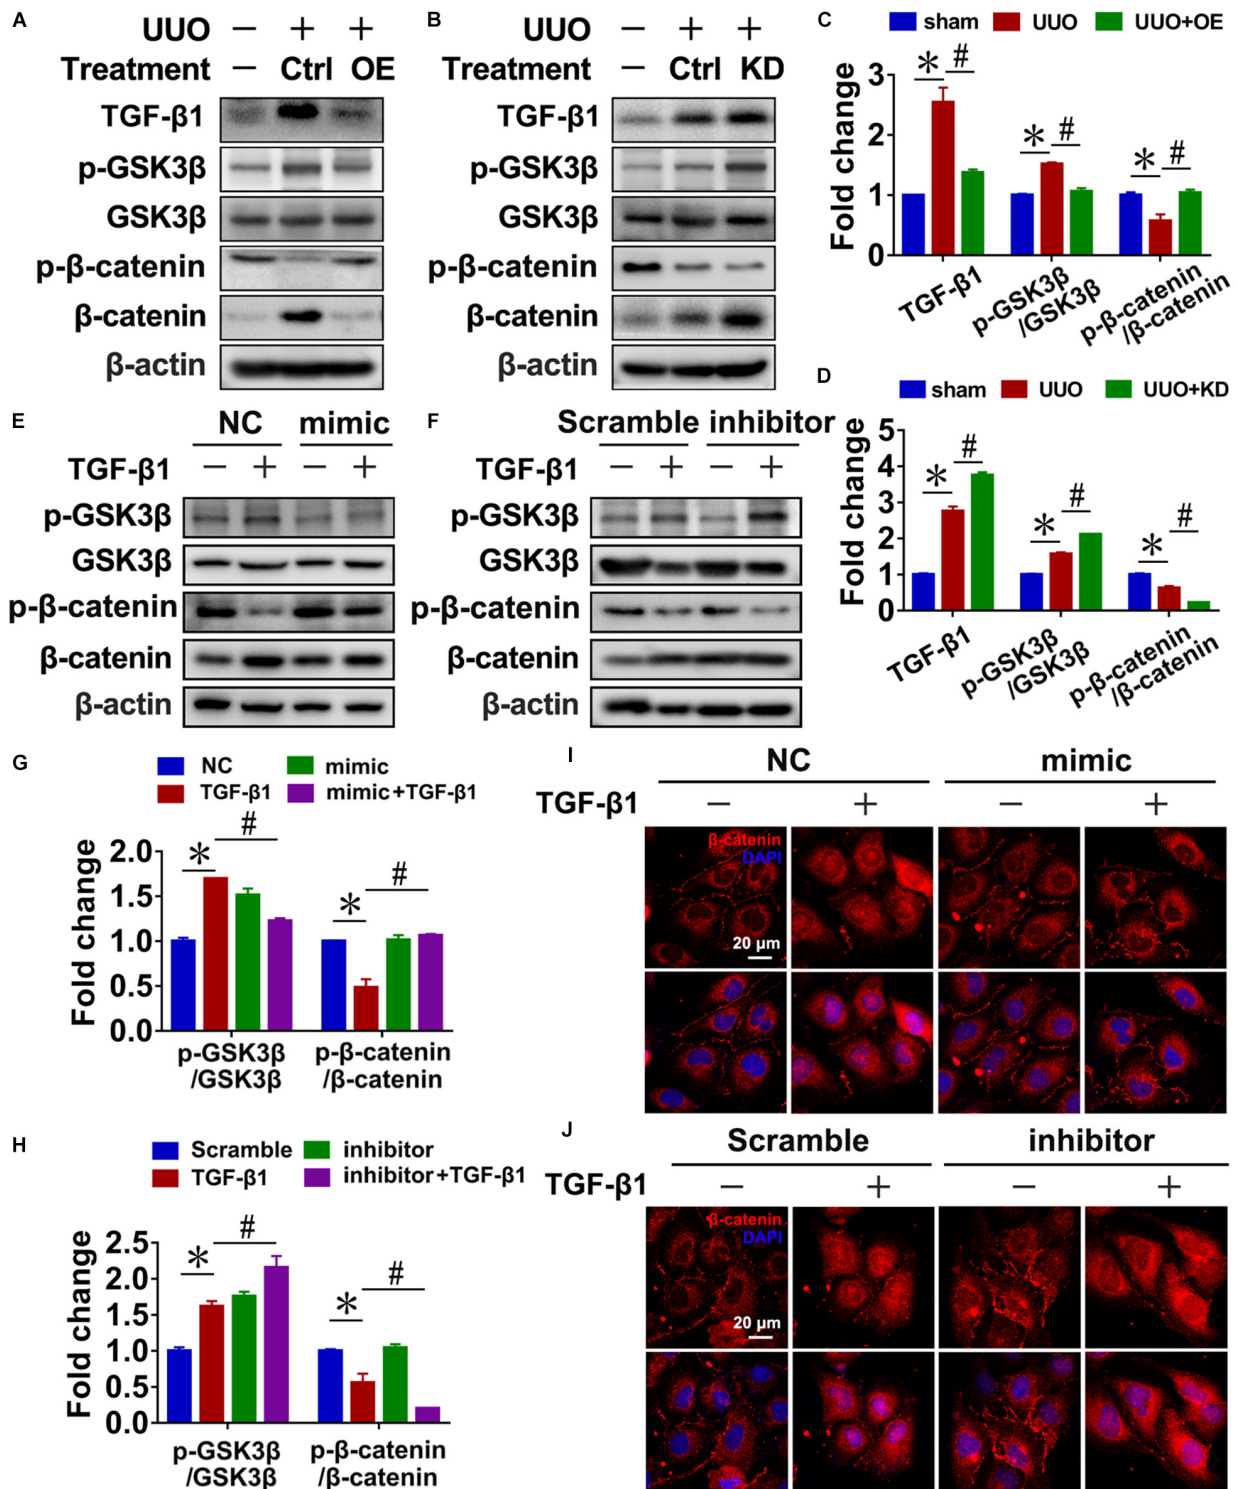 A
UUO − + +
Treatment − Ctrl OE
TGF-β1
p-GSK3β
GSK3β
p-β-catenin
β-catenin
β-actin
B
UUO − + +
Treatment − Ctrl KD
TGF-β1
p-GSK3β
GSK3β
p-β-catenin
β-catenin
β-actin
C
sham UUO UUO+OE
Fold change
3
2
1
0
* # * # * #
TGF-β1
p-GSK3β
/GSK3β
p-β-catenin
/β-catenin
D
sham UUO UUO+KD
Fold change
5
4
3
2
1
0
* # * # * #
TGF-β1
p-GSK3β
/GSK3β
p-β-catenin
/β-catenin
E
NC mimic
TGF-β1 − + − +
p-GSK3β
GSK3β
p-β-catenin
β-catenin
β-actin
F
Scramble inhibitor
TGF-β1 − + − +
p-GSK3β
GSK3β
p-β-catenin
β-catenin
β-actin
G
NC mimic
TGF-β1 mimic+TGF-β1
Fold change
2.0
1.5
1.0
0.5
0.0
* # * #
p-GSK3β
/GSK3β
p-β-catenin
/β-catenin
H
Scramble inhibitor
TGF-β1 inhibitor+TGF-β1
Fold change
2.5
2.0
1.5
1.0
0.5
0
* # * #
p-GSK3β
/GSK3β
p-β-catenin
/β-catenin
I
NC mimic
TGF-β1 − + − +
β-catenin
DAPI
20 μm
J
Scramble inhibitor
TGF-β1 − + − +
β-catenin
DAPI
20 μm